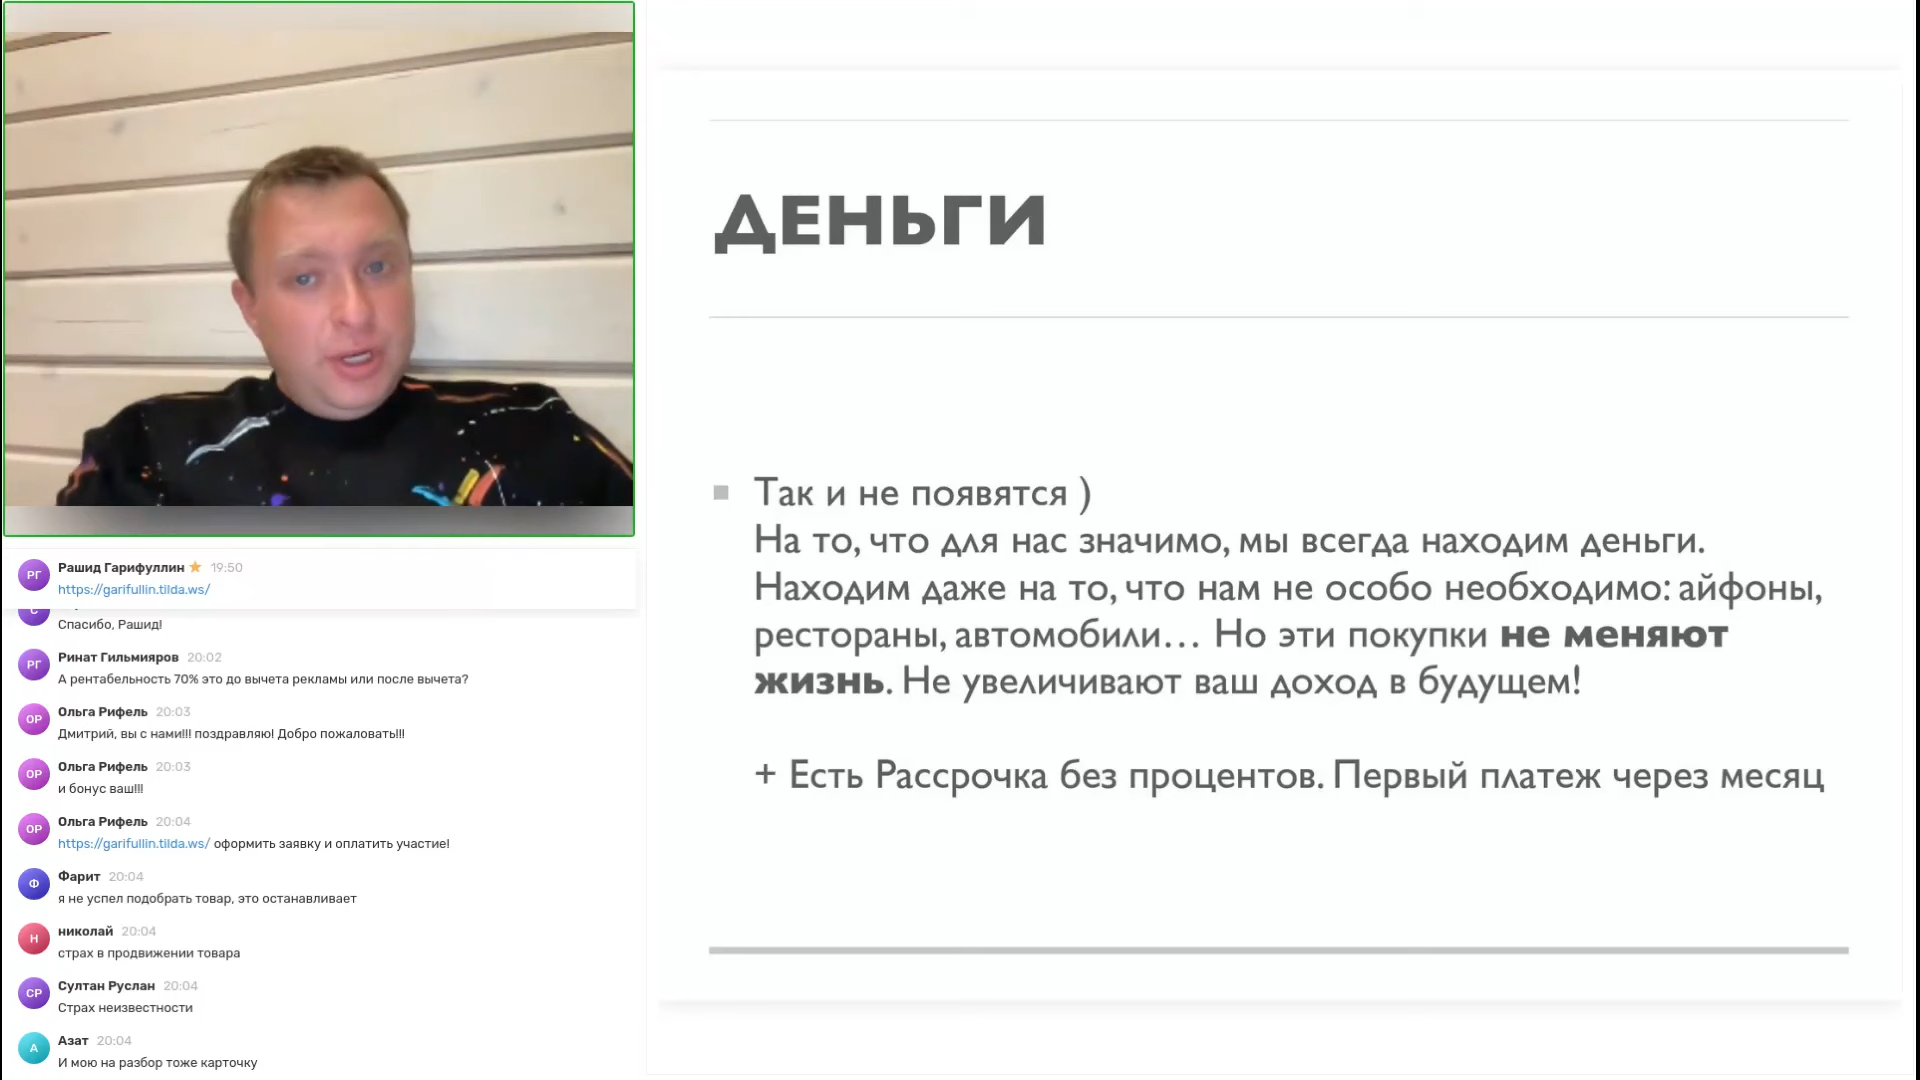 РГ
Рашид Гарифуллин 19:50
https://garifullin.tilda.ws/
С
Спасибо, Рашид!
РГ
Ринат Гильмияров 20:02
А рентабельность 70% это до вычета рекламы или после вычета?
ОР
Ольга Рифель 20:03
Дмитрий, вы с нами!!! поздравляю! Добро пожаловать!!!
ОР
Ольга Рифель 20:03
и бонус ваш!!!
ОР
Ольга Рифель 20:04
https://garifullin.tilda.ws/ оформить заявку и оплатить участие!
Ф
Фарит 20:04
я не успел подобрать товар, это останавливает
Н
николай 20:04
страх в продвижении товара
СР
Султан Руслан 20:04
Страх неизвестности
А
Азат 20:04
И мою на разбор тоже карточку
ДЕНЬГИ
Так и не появятся )
На то, что для нас значимо, мы всегда находим деньги.
Находим даже на то, что нам не особо необходимо: айфоны,
рестораны, автомобили... Но эти покупки не меняют
жизнь. Не увеличивают ваш доход в будущем!
+ Есть Рассрочка без процентов. Первый платеж через месяц